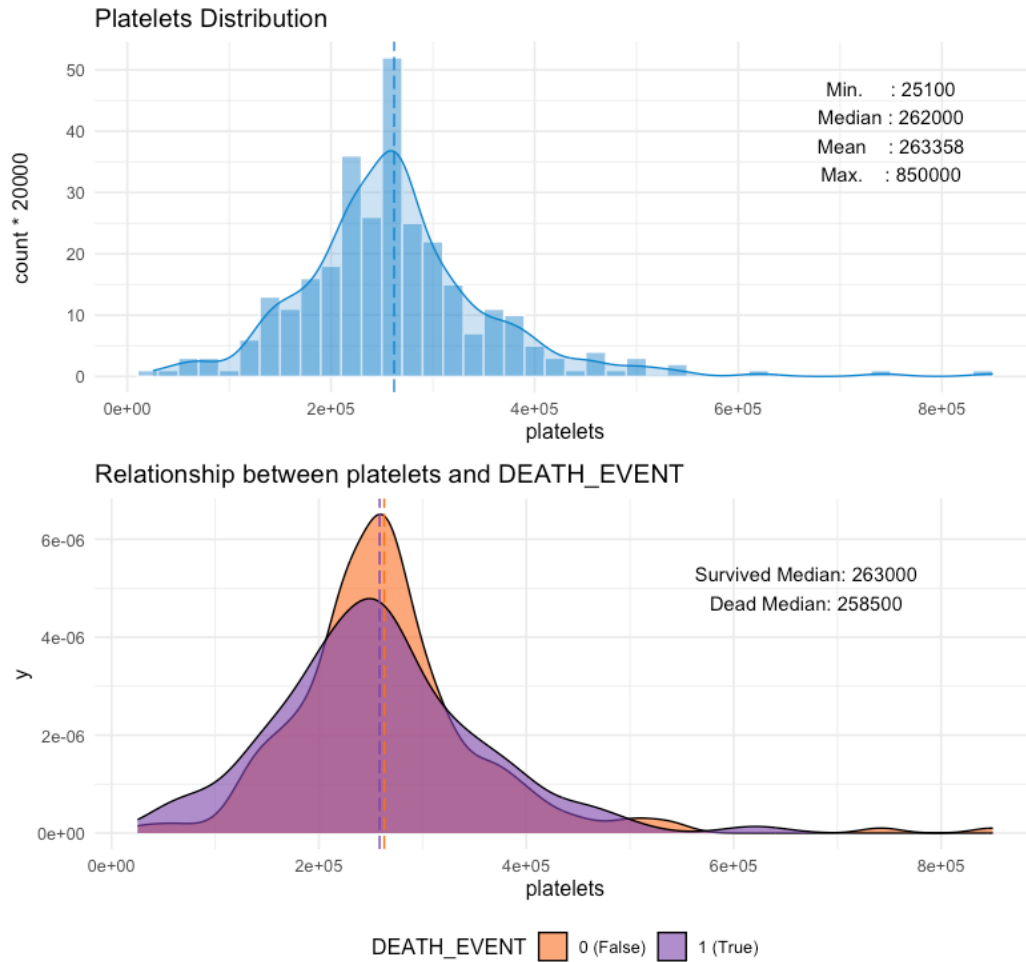 Platelets Distribution
count * 20000
50
40
30
20
10
0
Min. : 25100
Median : 262000
Mean : 263358
Max. : 850000
0e+00 2e+05 4e+05 6e+05 8e+05
platelets
Relationship between platelets and DEATH_EVENT
y
6e-06
4e-06
2e-06
0e+00
Survived Median: 263000
Dead Median: 258500
0e+00 2e+05 4e+05 6e+05 8e+05
platelets
DEATH_EVENT 0 (False) 1 (True)